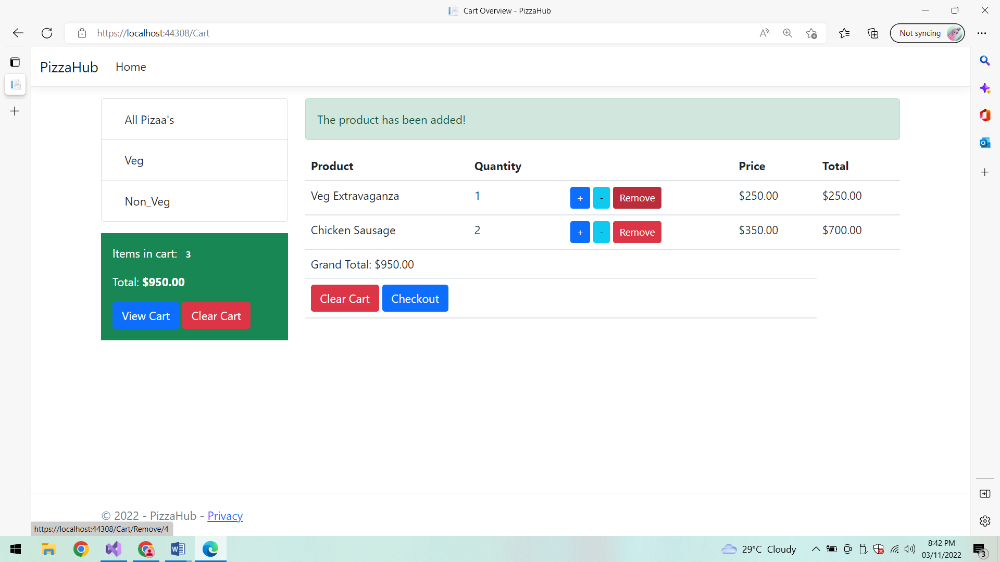 Cart Overview - PizzaHub
https://localhost:44308/Cart
Not syncing
PizzaHub Home
All Pizaa's
Veg
Non_Veg
Items in cart: 3
Total: $950.00
View Cart Clear Cart
The product has been added!
Product Quantity Price Total
Veg Extravaganza 1 + - Remove $250.00 $250.00
Chicken Sausage 2 + - Remove $350.00 $700.00
Grand Total: $950.00
Clear Cart Checkout
© 2022 - PizzaHub - Privacy
https://localhost:44308/Cart/Remove/4
29°C Cloudy
8:42 PM
03/11/2022
3